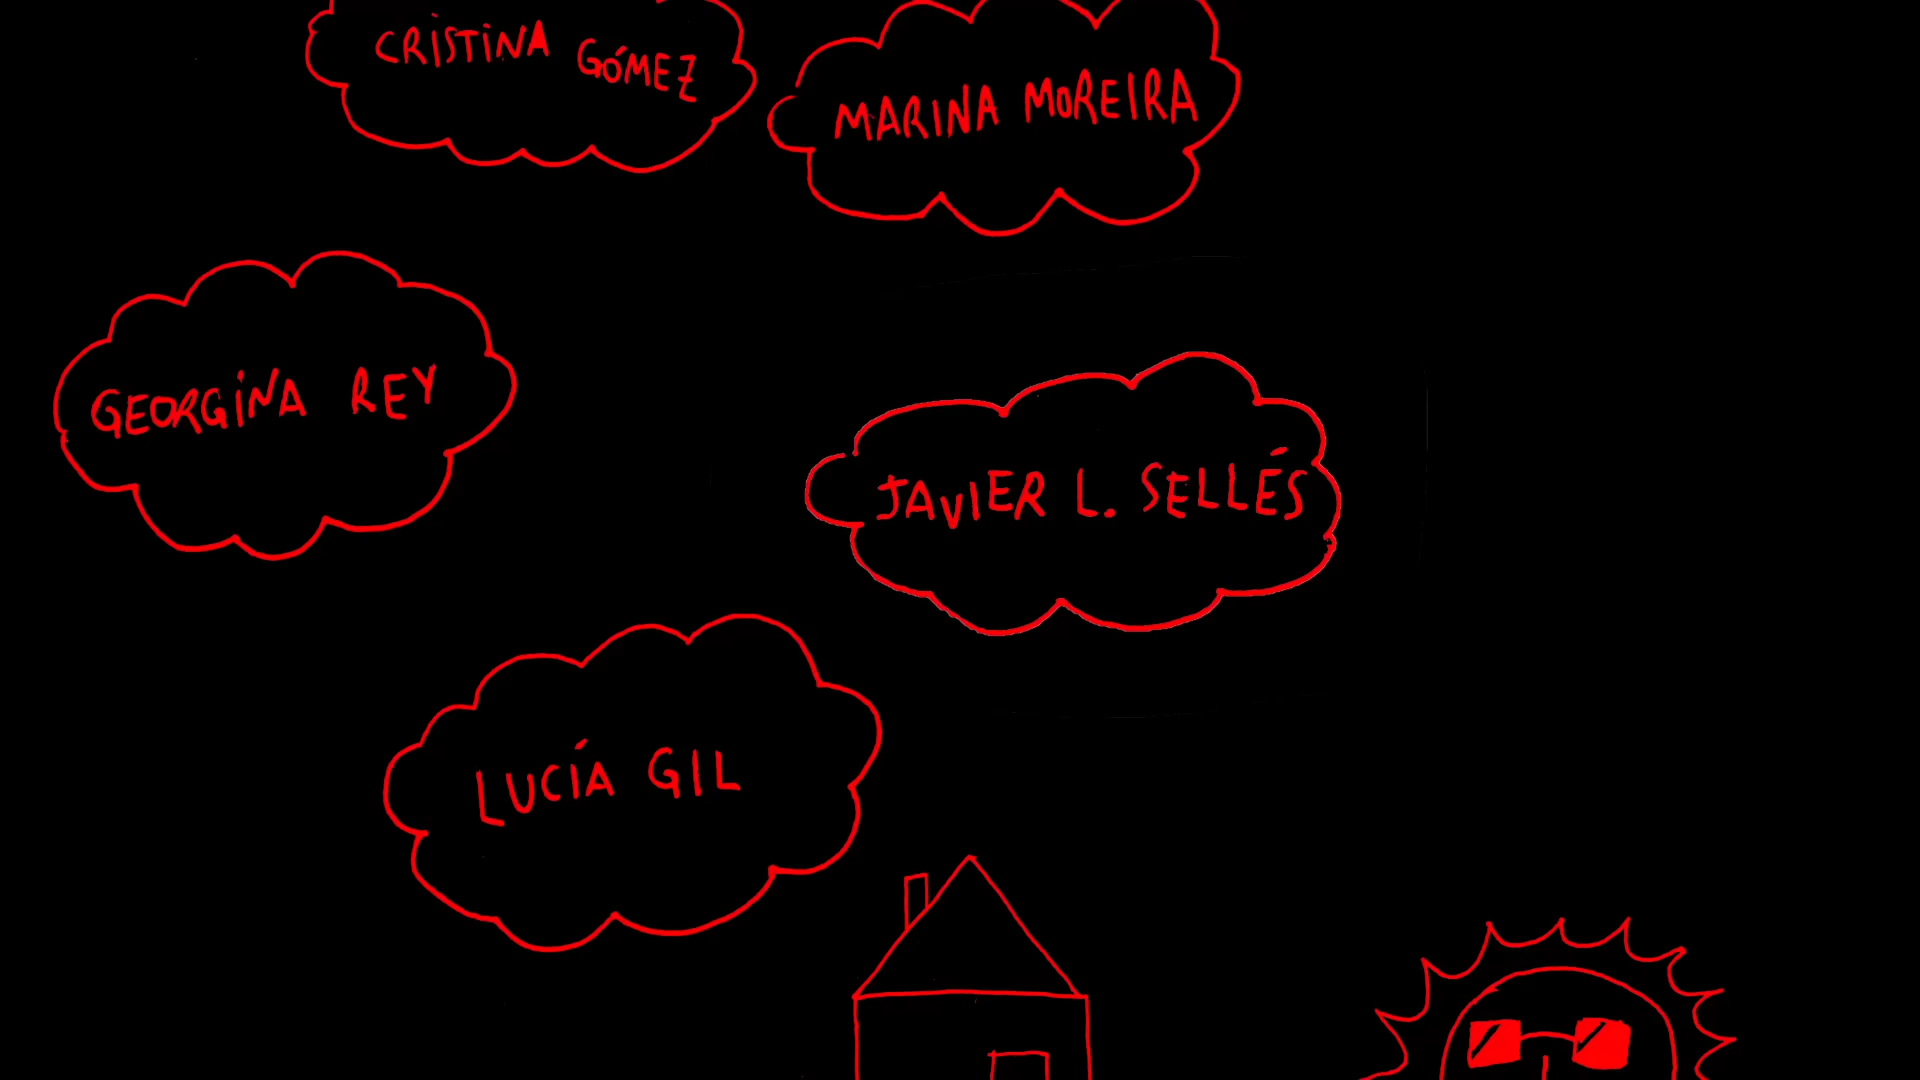 CRISTINA GÓMEZ
MARINA MOREIRA
GEORGINA REY
JAVIER L. SELLÉS
LUCÍA GIL